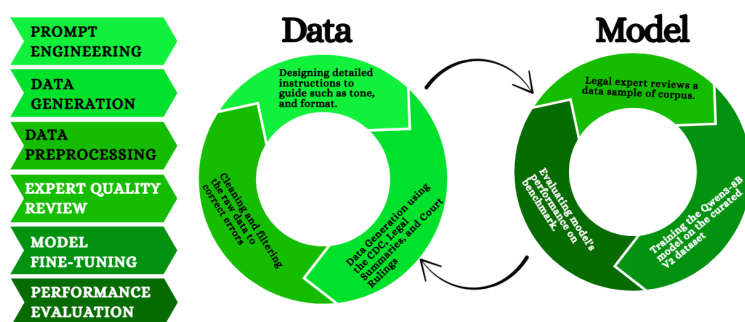 PROMPT
ENGINEERING
DATA
GENERATION
DATA
PREPROCESSING
EXPERT QUALITY
REVIEW
MODEL
FINE-TUNING
PERFORMANCE
EVALUATION
Data
Designing detailed
instructions to
guide such as tone,
and format.
Data Generation using
the CDC, Legal
Summaries, and Court
Rulings
Cleaning and filtering
the raw data to
correct errors
Model
Legal expert reviews a
data sample of corpus.
Training the Qwen3-8B
model on the curated
V2 dataset
Evaluating model's
performance on
benchmark.